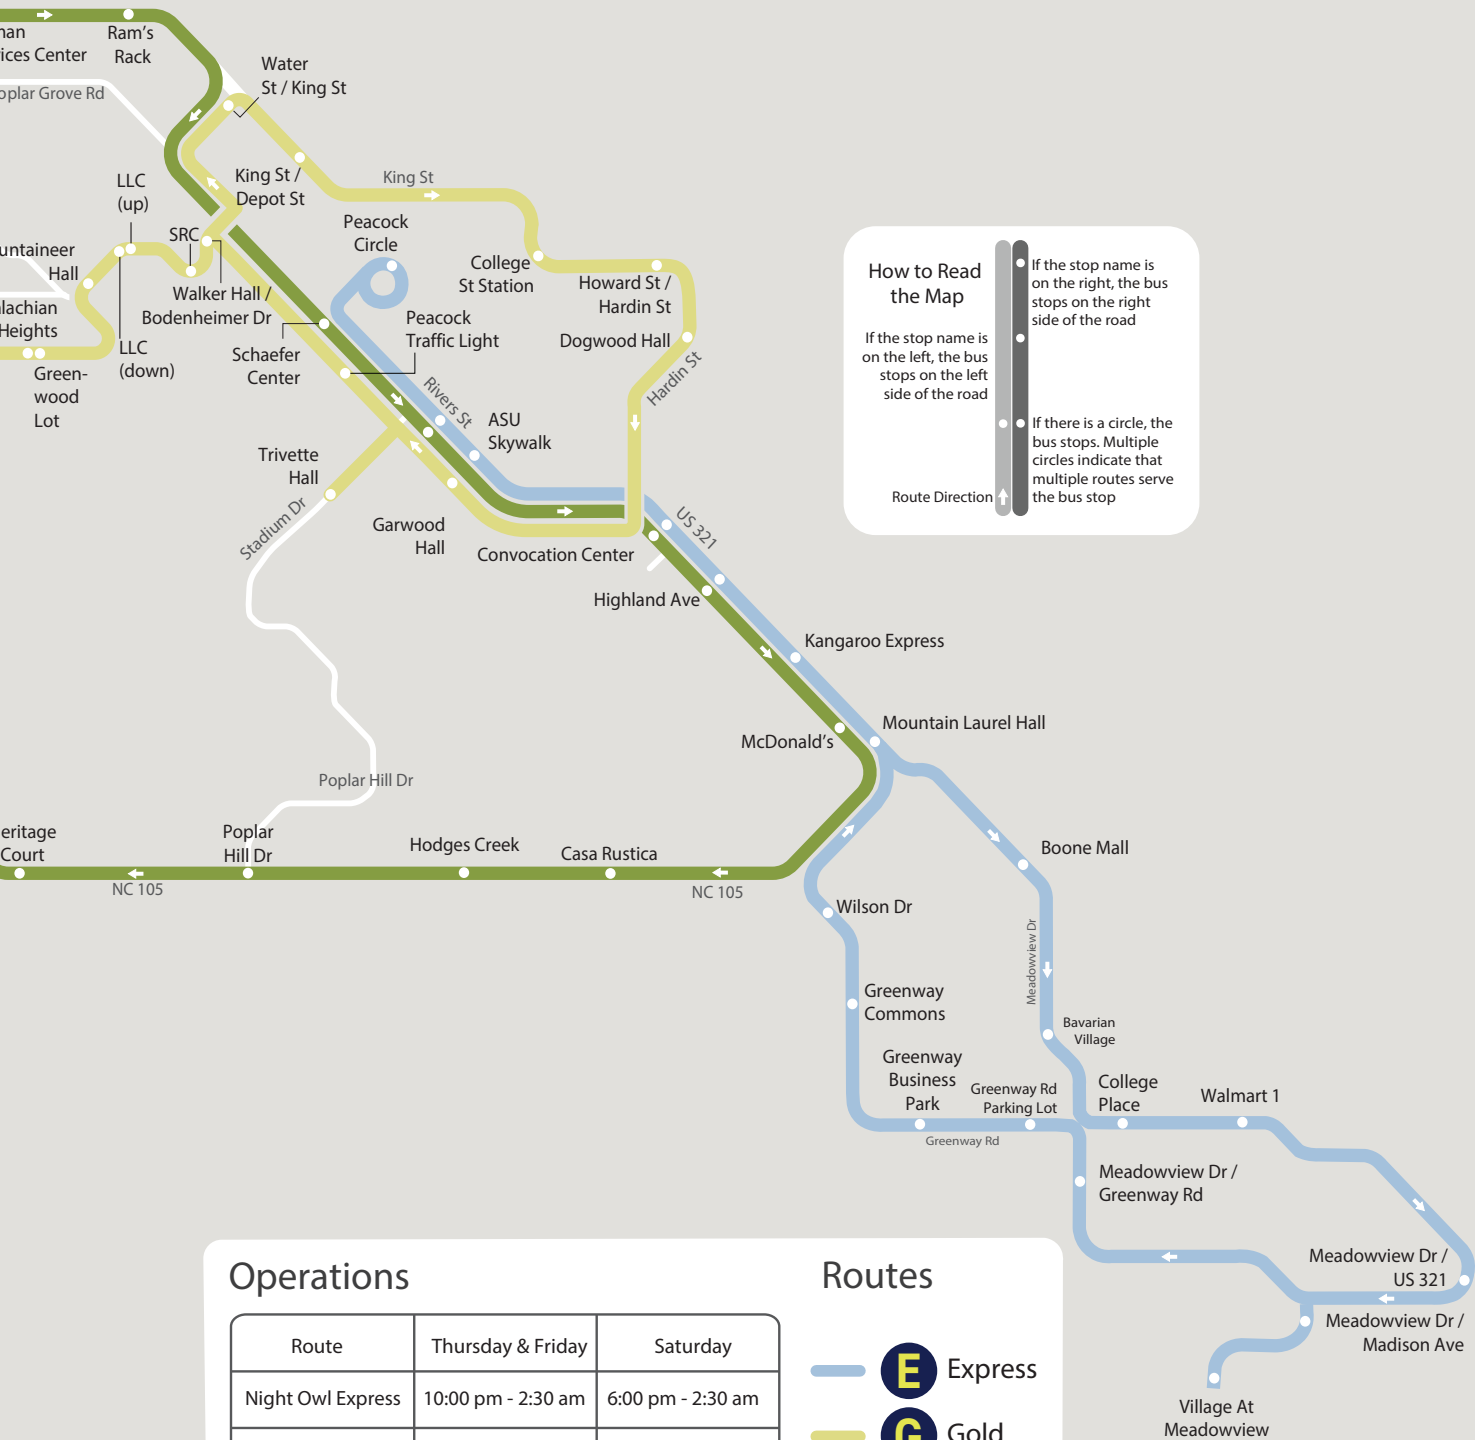 Ram's
Rack
ices Center
Water
St / King St
oplar Grove Rd
King St /
Depot St
King St
LLC
(up)
SRC
Peacock
Circle
untaineer
Hall
College
St Station
Howard St /
Hardin St
Walker Hall /
Bodenheimer Dr
alachian
Heights
Peacock
Traffic Light
Dogwood Hall
LLC
(down)
Schaefer
Center
Green-
wood
Lot
Hardin St
Rivers St
ASU
Skywalk
Trivette
Hall
Stadium Dr
Garwood
Hall
Convocation Center
US 321
Highland Ave
How to Read
the Map
If the stop name is
on the right, the bus
stops on the right
side of the road
If the stop name is
on the left, the bus
stops on the left
side of the road
If there is a circle, the
bus stops. Multiple
circles indicate that
multiple routes serve
the bus stop
Route Direction
Kangaroo Express
McDonald's
Mountain Laurel Hall
Poplar Hill Dr
eritage
Court
Poplar
Hill Dr
Hodges Creek
Casa Rustica
NC 105
NC 105
Boone Mall
Wilson Dr
Meadowview Dr
Greenway
Commons
Bavarian
Village
Greenway
Business
Park
Greenway Rd
Parking Lot
College
Place
Walmart 1
Greenway Rd
Meadowview Dr /
Greenway Rd
Meadowview Dr /
US 321
Meadowview Dr /
Madison Ave
Village At
Meadowview
Operations
Route
Thursday & Friday
Saturday
Night Owl Express
10:00 pm - 2:30 am
6:00 pm - 2:30 am
Routes
E Express
G Gold